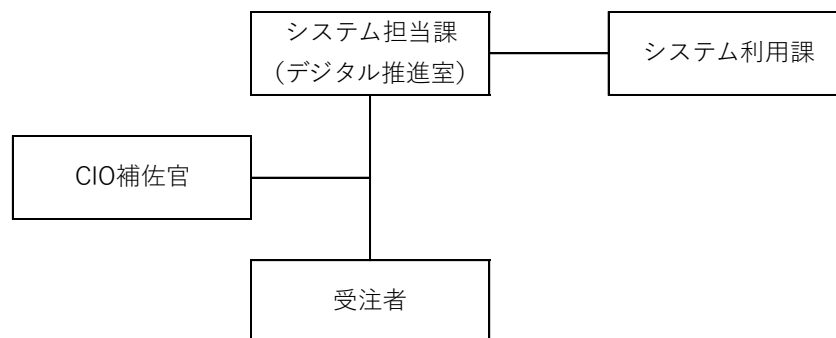 システム担当課
（デジタル推進室）
システム利用課
CIO補佐官
受注者